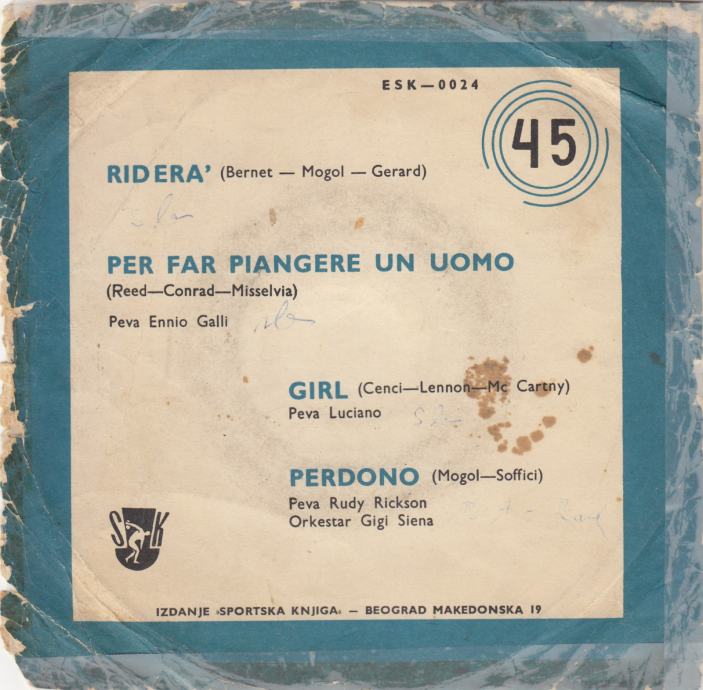 ESK—0024
45
RIDERA' (Bernet — Mogol — Gerard)
PER FAR PIANGERE UN UOMO
(Reed—Conrad—Misselvia)
Peva Ennio Galli
GIRL (Cenci—Lennon—Mc Cartny)
Peva Luciano
PERDONO (Mogol—Soffici)
Peva Rudy Rickson
Orkestar Gigi Siena
SK
IZDANJE »SPORTSKA KNJIGA« — BEOGRAD MAKEDONSKA 19